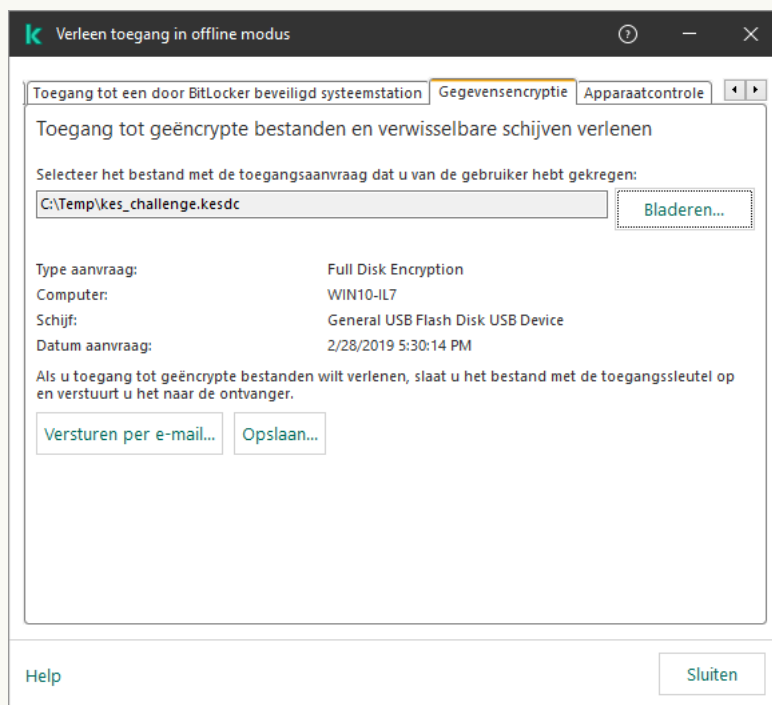 Verleen toegang in offline modus
Toegang tot een door BitLocker beveiligd systeemstation
Gegevensencryptie
Apparaatcontrole
Toegang tot geëncrypte bestanden en verwisselbare schijven verlenen
Selecteer het bestand met de toegangsaanvraag dat u van de gebruiker hebt gekregen:
C:\Temp\kes_challenge.kesdc
Bladeren...
Type aanvraag: Full Disk Encryption
Computer: WIN10-IL7
Schijf: General USB Flash Disk USB Device
Datum aanvraag: 2/28/2019 5:30:14 PM
Als u toegang tot geëncrypte bestanden wilt verlenen, slaat u het bestand met de toegangssleutel op
en verstuurt u het naar de ontvanger.
Versturen per e-mail...
Opslaan...
Help
Sluiten